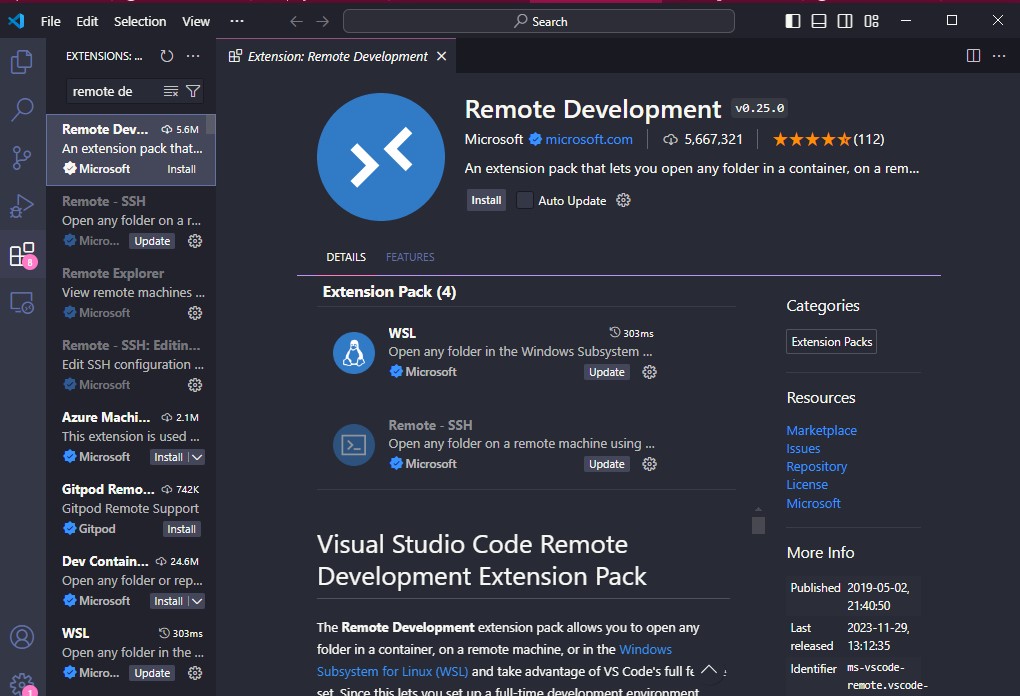 File Edit Selection View ··· Search
EXTENSIONS: ... ···
Extension: Remote Development
remote de
Remote Dev... 5.6M
An extension pack that...
Microsoft Install
Remote - SSH
Open any folder on a r...
Micro... Update
Remote Explorer
View remote machines ...
Microsoft
Remote - SSH: Editin...
Edit SSH configuration ...
Microsoft
Azure Machi... 2.1M
This extension is used ...
Microsoft Install
Gitpod Remo... 742K
Gitpod Remote Support
Gitpod Install
Dev Contain... 24.6M
Open any folder or rep...
Microsoft Install
WSL 303ms
Open any folder in the ...
Micro... Update
8
1
Remote Development v0.25.0
Microsoft microsoft.com 5,667,321 (112)
An extension pack that lets you open any folder in a container, on a rem...
Install Auto Update
DETAILS FEATURES
Extension Pack (4)
WSL 303ms
Open any folder in the Windows Subsystem ...
Microsoft Update
Remote - SSH
Open any folder on a remote machine using ...
Microsoft Update
Visual Studio Code Remote
Development Extension Pack
The Remote Development extension pack allows you to open any
folder in a container, on a remote machine, or in the Windows
Subsystem for Linux (WSL) and take advantage of VS Code's full
set. Since this lets you set up a full-time development environment
Categories
Extension Packs
Resources
Marketplace
Issues
Repository
License
Microsoft
More Info
Published 2019-05-02,
21:40:50
Last 2023-11-29,
released 13:12:35
Identifier ms-vscode-
remote.vscode-